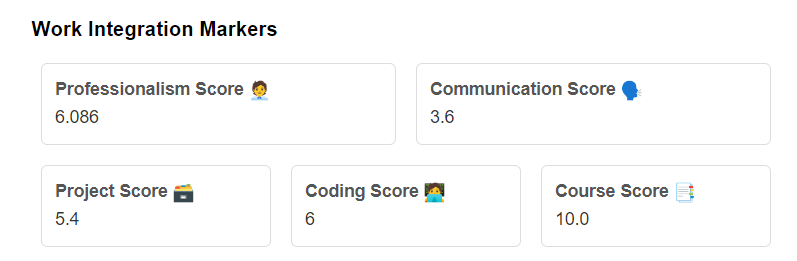 Work Integration Markers
Professionalism Score 🧑‍💼
6.086
Communication Score 🗣️
3.6
Project Score 🗃️
5.4
Coding Score 🧑‍💻
6
Course Score 📑
10.0